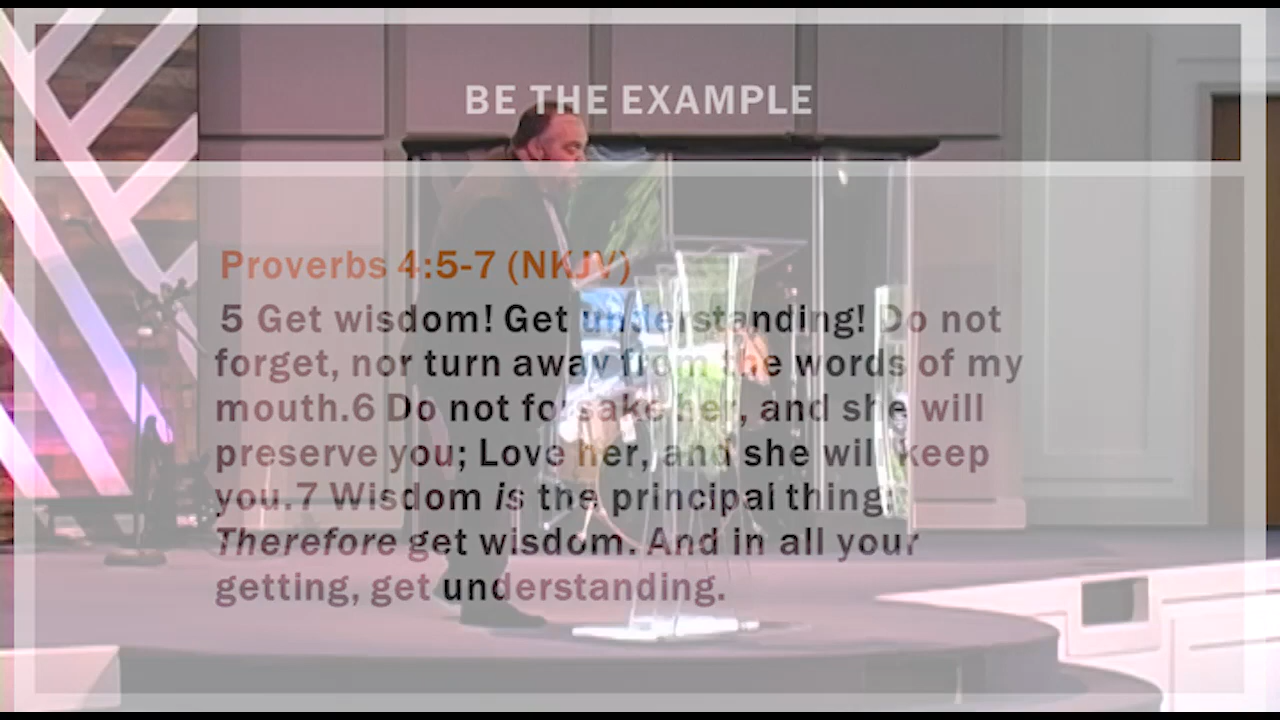 BE THE EXAMPLE
Proverbs 4:5-7 (NKJV)
5 Get wisdom! Get understanding! Do not
forget, nor turn away from the words of my
mouth.6 Do not forsake her, and she will
preserve you; Love her, and she will keep
you.7 Wisdom is the principal thing;
Therefore get wisdom. And in all your
getting, get understanding.